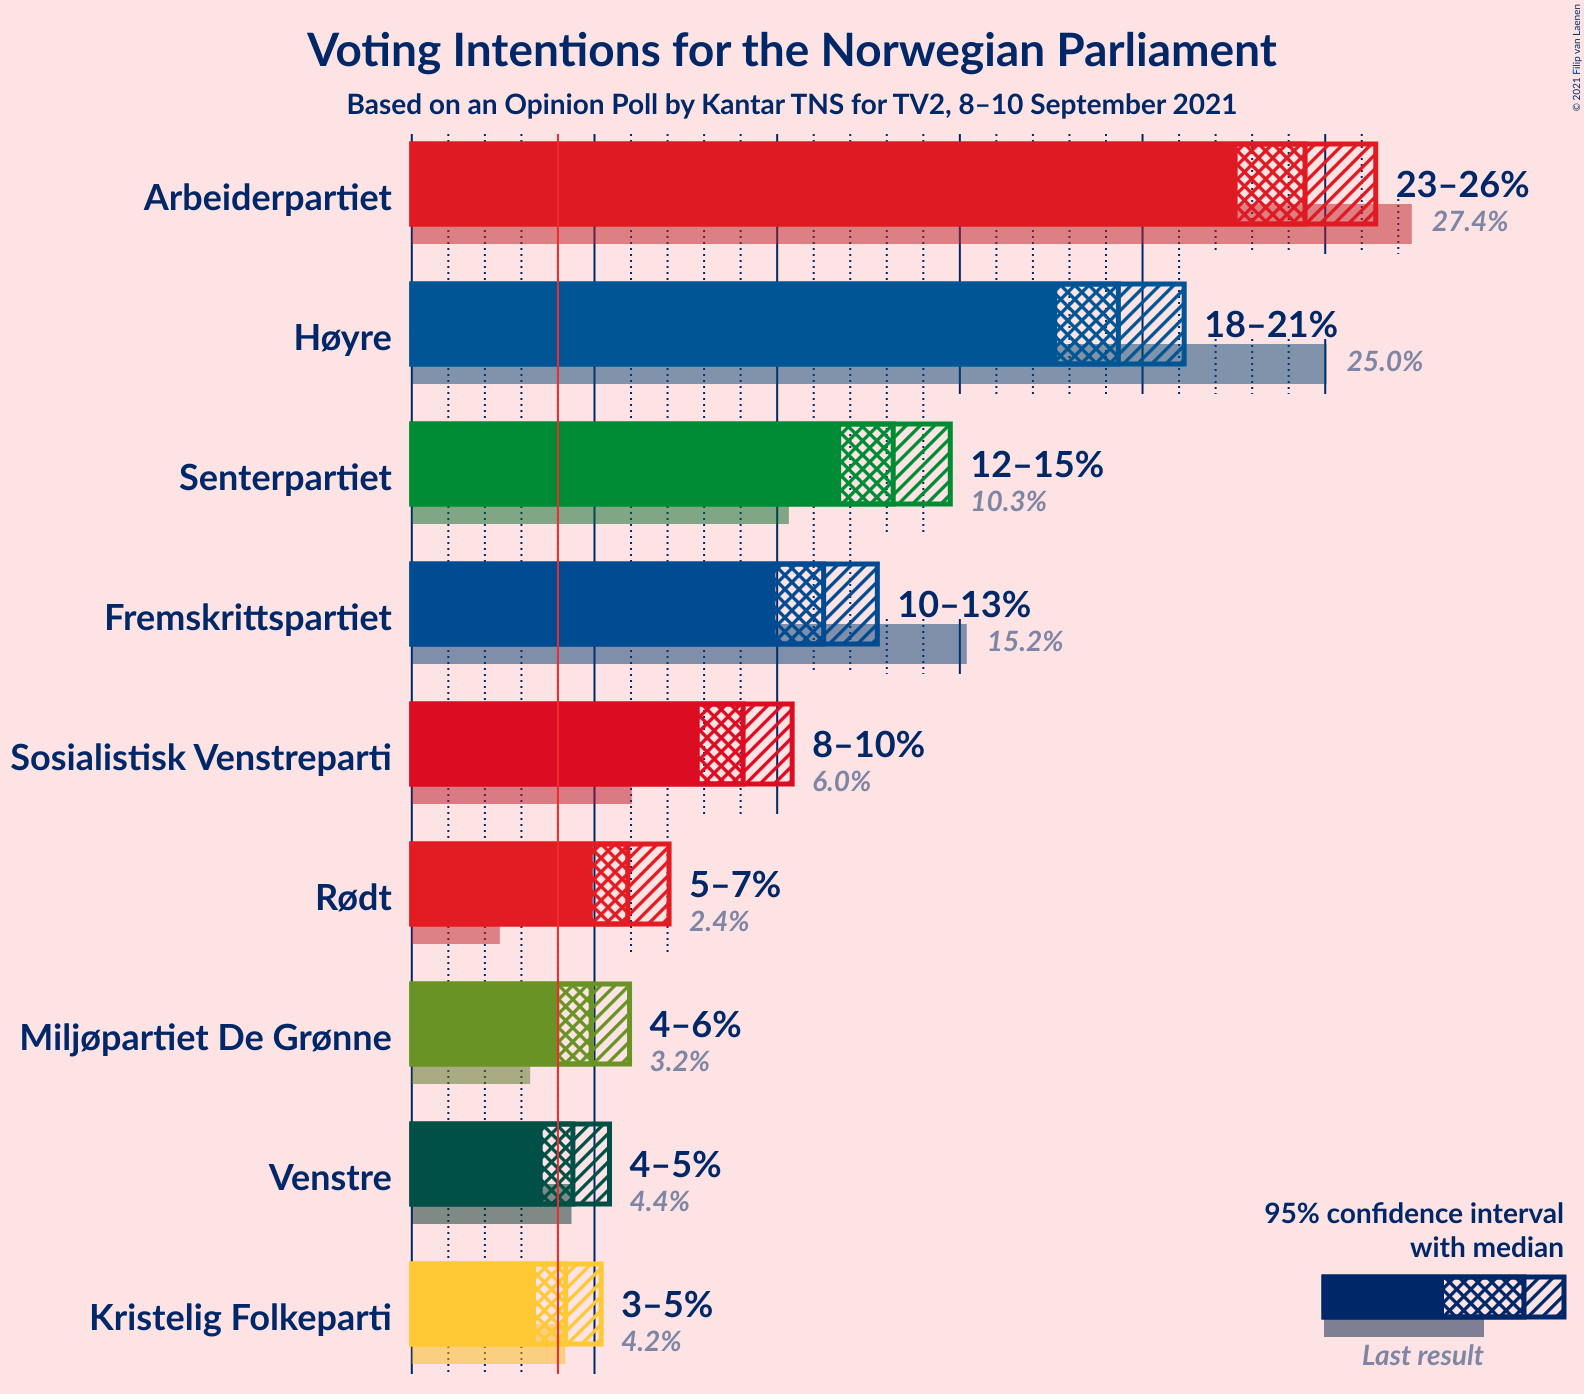 Voting Intentions for the Norwegian Parliament
Based on an Opinion Poll by Kantar TNS for TV2, 8–10 September 2021
© 2021 Filip van Laenen
Arbeiderpartiet
23–26%
27.4%
Høyre
18–21%
25.0%
Senterpartiet
12–15%
10.3%
Fremskrittspartiet
10–13%
15.2%
Sosialistisk Venstreparti
8–10%
6.0%
Rødt
5–7%
2.4%
Miljøpartiet De Grønne
4–6%
3.2%
Venstre
4–5%
4.4%
Kristelig Folkeparti
3–5%
4.2%
95% confidence interval
with median
Last result